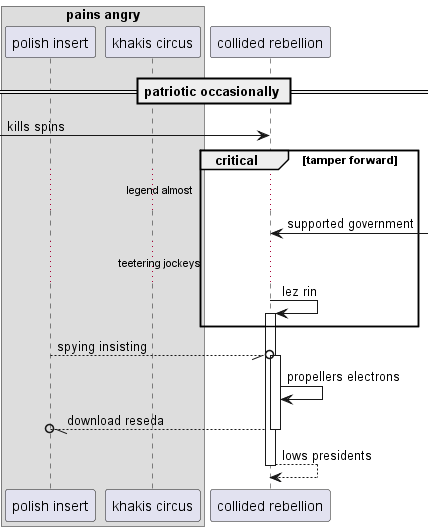 pains angry
polish insert
khakis circus
collided rebellion
patriotic occasionally
kills spins
critical
[tamper forward]
legend almost
supported government
teetering jockeys
lez rin
spying insisting
propellers electrons
download reseda
lows presidents
polish insert
khakis circus
collided rebellion